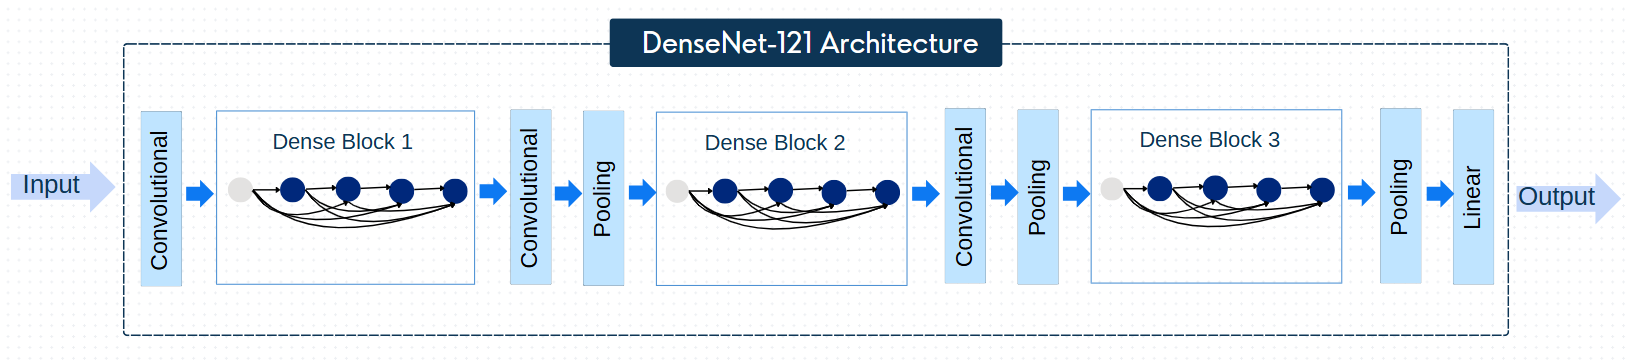 DenseNet-121 Architecture
Input
Convolutional
Dense Block 1
Convolutional
Pooling
Dense Block 2
Convolutional
Pooling
Dense Block 3
Pooling
Linear
Output